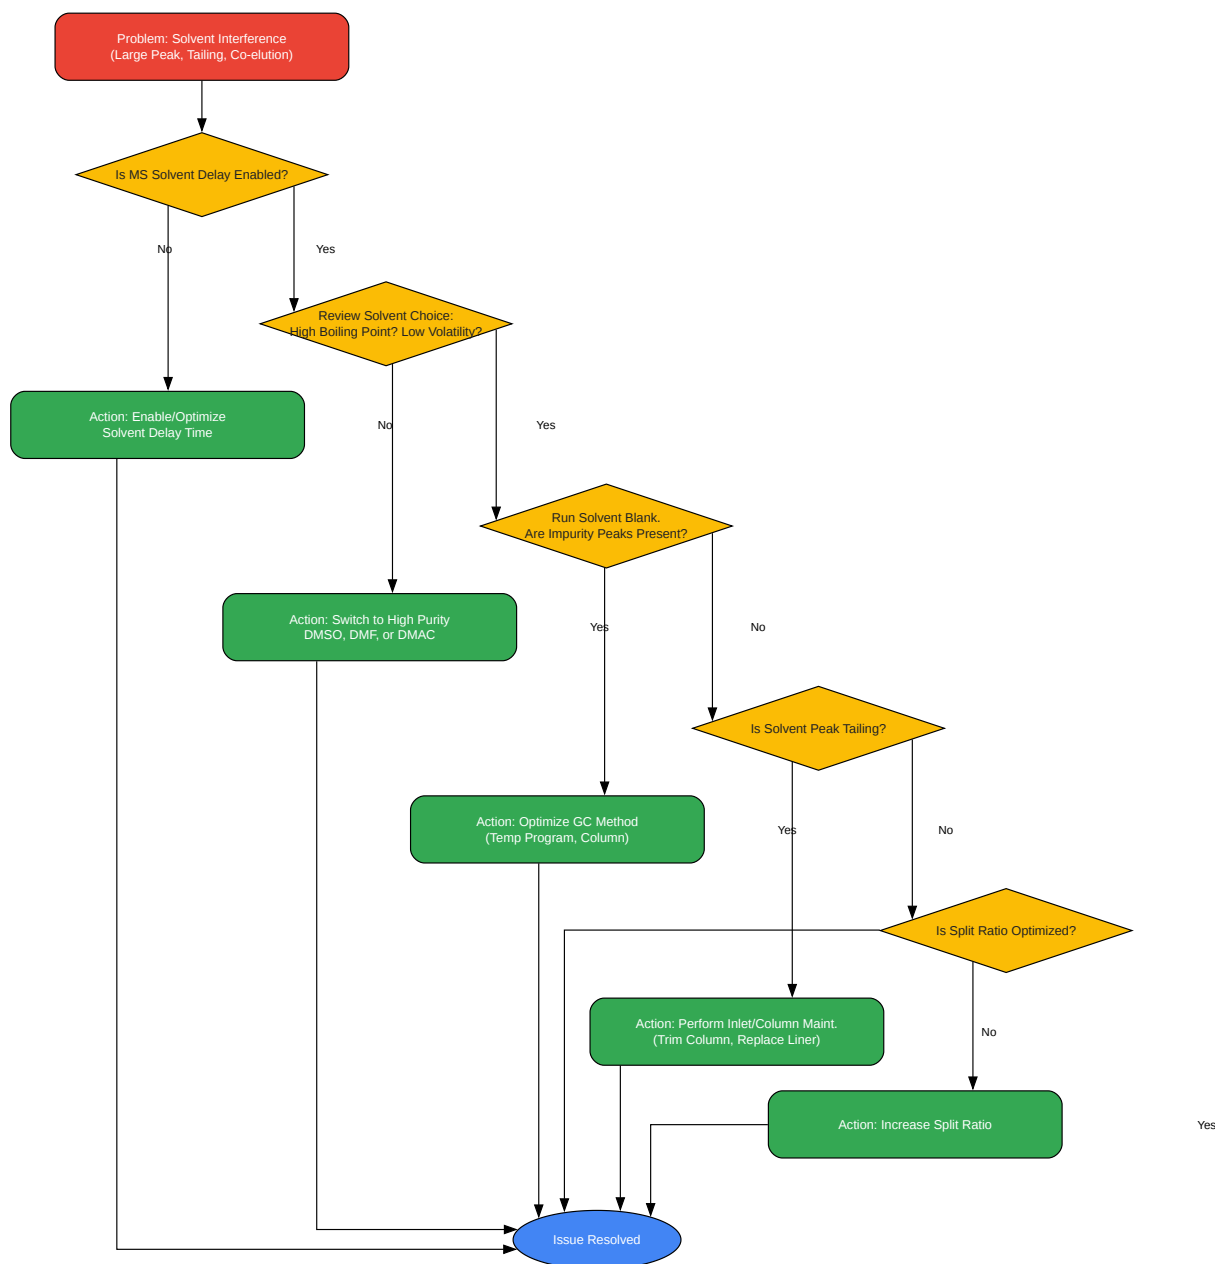 Problem: Solvent Interference
(Large Peak, Tailing, Co-elution)
Is MS Solvent Delay Enabled?
No
Yes
Review Solvent Choice:
High Boiling Point? Low Volatility?
Action: Enable/Optimize
Solvent Delay Time
No
Yes
Run Solvent Blank.
Are Impurity Peaks Present?
Action: Switch to High Purity
DMSO, DMF, or DMAC
Yes
No
Is Solvent Peak Tailing?
Action: Optimize GC Method
(Temp Program, Column)
Yes
No
Is Split Ratio Optimized?
Action: Perform Inlet/Column Maint.
(Trim Column, Replace Liner)
No
Action: Increase Split Ratio
Yes
Issue Resolved